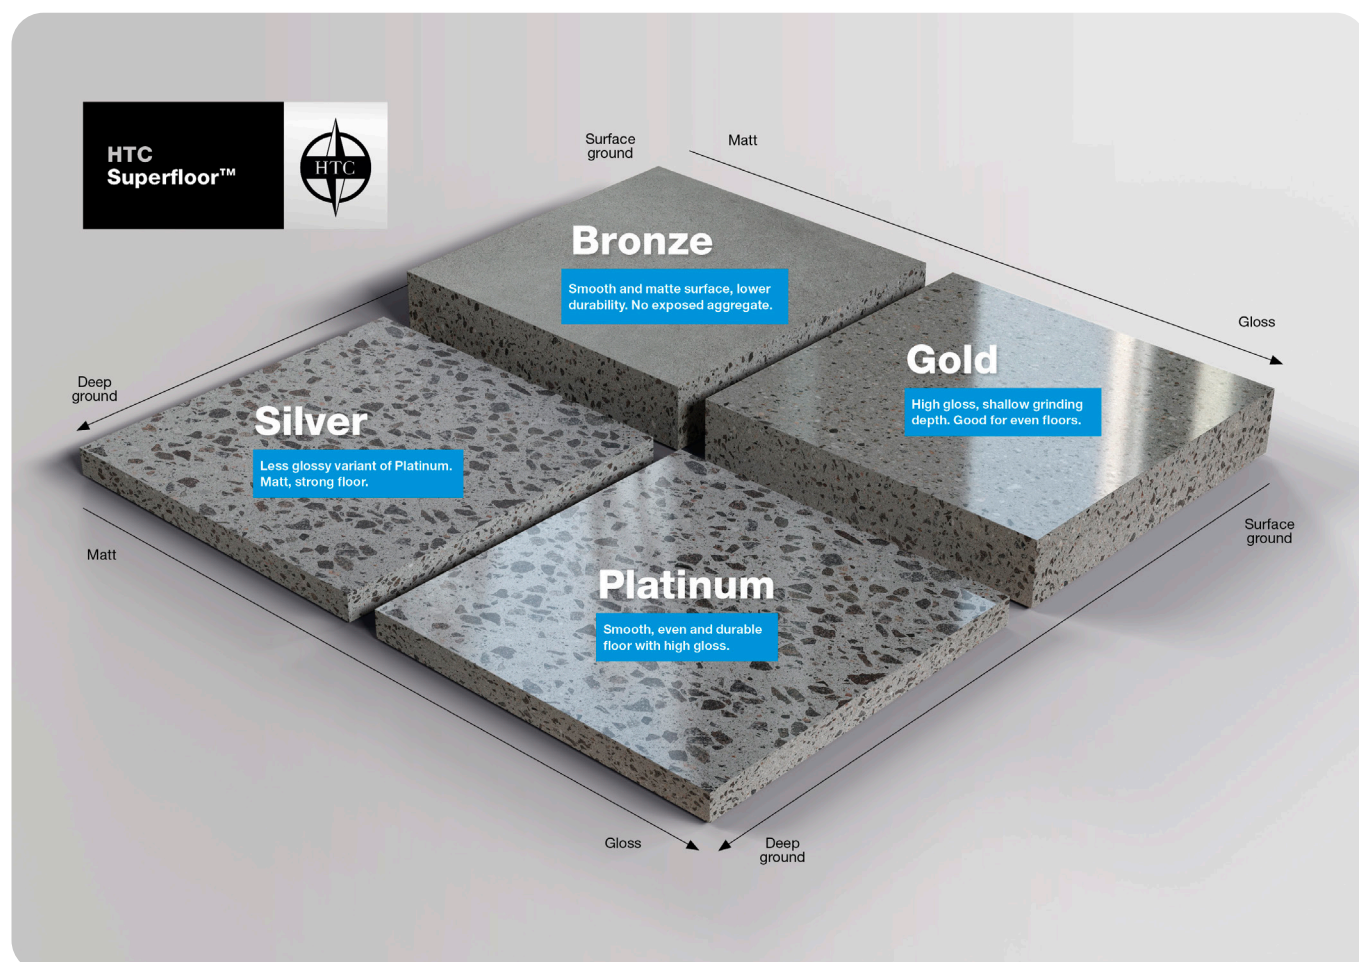 HTC
Superfloor™
HTC
Surface
ground
Matt
Bronze
Smooth and matte surface, lower
durability. No exposed aggregate.
Gloss
Gold
High gloss, shallow grinding
depth. Good for even floors.
Deep
ground
Silver
Less glossy variant of Platinum.
Matt, strong floor.
Surface
ground
Matt
Platinum
Smooth, even and durable
floor with high gloss.
Gloss
Deep
ground